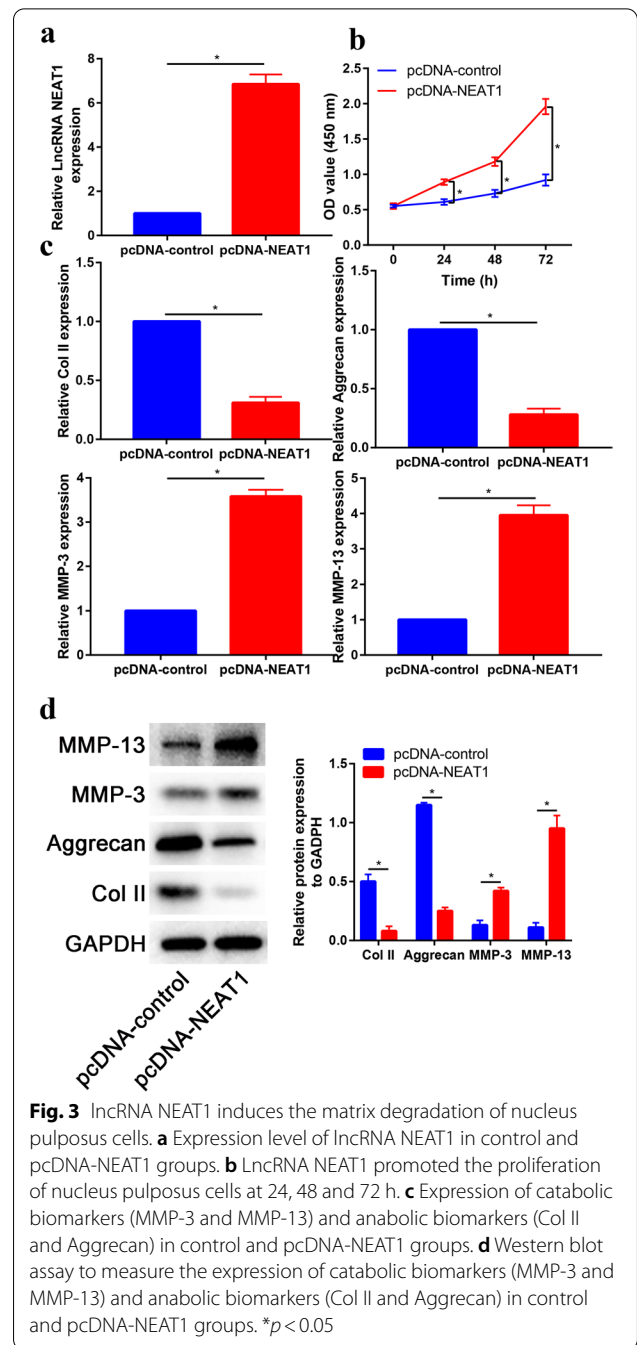 a
*
Relative LncRNA NEAT1
expression
8
6
4
2
0
pcDNA-control pcDNA-NEAT1
b
pcDNA-control
pcDNA-NEAT1
OD value (450 nm)
2.5
2.0
1.5
1.0
0.5
0.0
* * *
0 24 48 72
Time (h)
c
*
Relative Col II expression
1.5
1.0
0.5
0.0
pcDNA-control pcDNA-NEAT1
*
Relative Aggrecan expression
1.5
1.0
0.5
0.0
pcDNA-control pcDNA-NEAT1
*
Relative MMP-3 expression
4
3
2
1
0
pcDNA-control pcDNA-NEAT1
*
Relative MMP-13 expression
5
4
3
2
1
0
pcDNA-control pcDNA-NEAT1
d
MMP-13
MMP-3
Aggrecan
Col II
GAPDH
pcDNA-control
pcDNA-NEAT1
pcDNA-control
pcDNA-NEAT1
Relative protein expression
to GADPH
1.5
1.0
0.5
0.0
* * * *
Col II Aggrecan MMP-3 MMP-13
Fig. 3 lncRNA NEAT1 induces the matrix degradation of nucleus
pulposus cells. a Expression level of lncRNA NEAT1 in control and
pcDNA-NEAT1 groups. b LncRNA NEAT1 promoted the proliferation
of nucleus pulposus cells at 24, 48 and 72 h. c Expression of catabolic
biomarkers (MMP-3 and MMP-13) and anabolic biomarkers (Col II
and Aggrecan) in control and pcDNA-NEAT1 groups. d Western blot
assay to measure the expression of catabolic biomarkers (MMP-3 and
MMP-13) and anabolic biomarkers (Col II and Aggrecan) in control
and pcDNA-NEAT1 groups. *p < 0.05